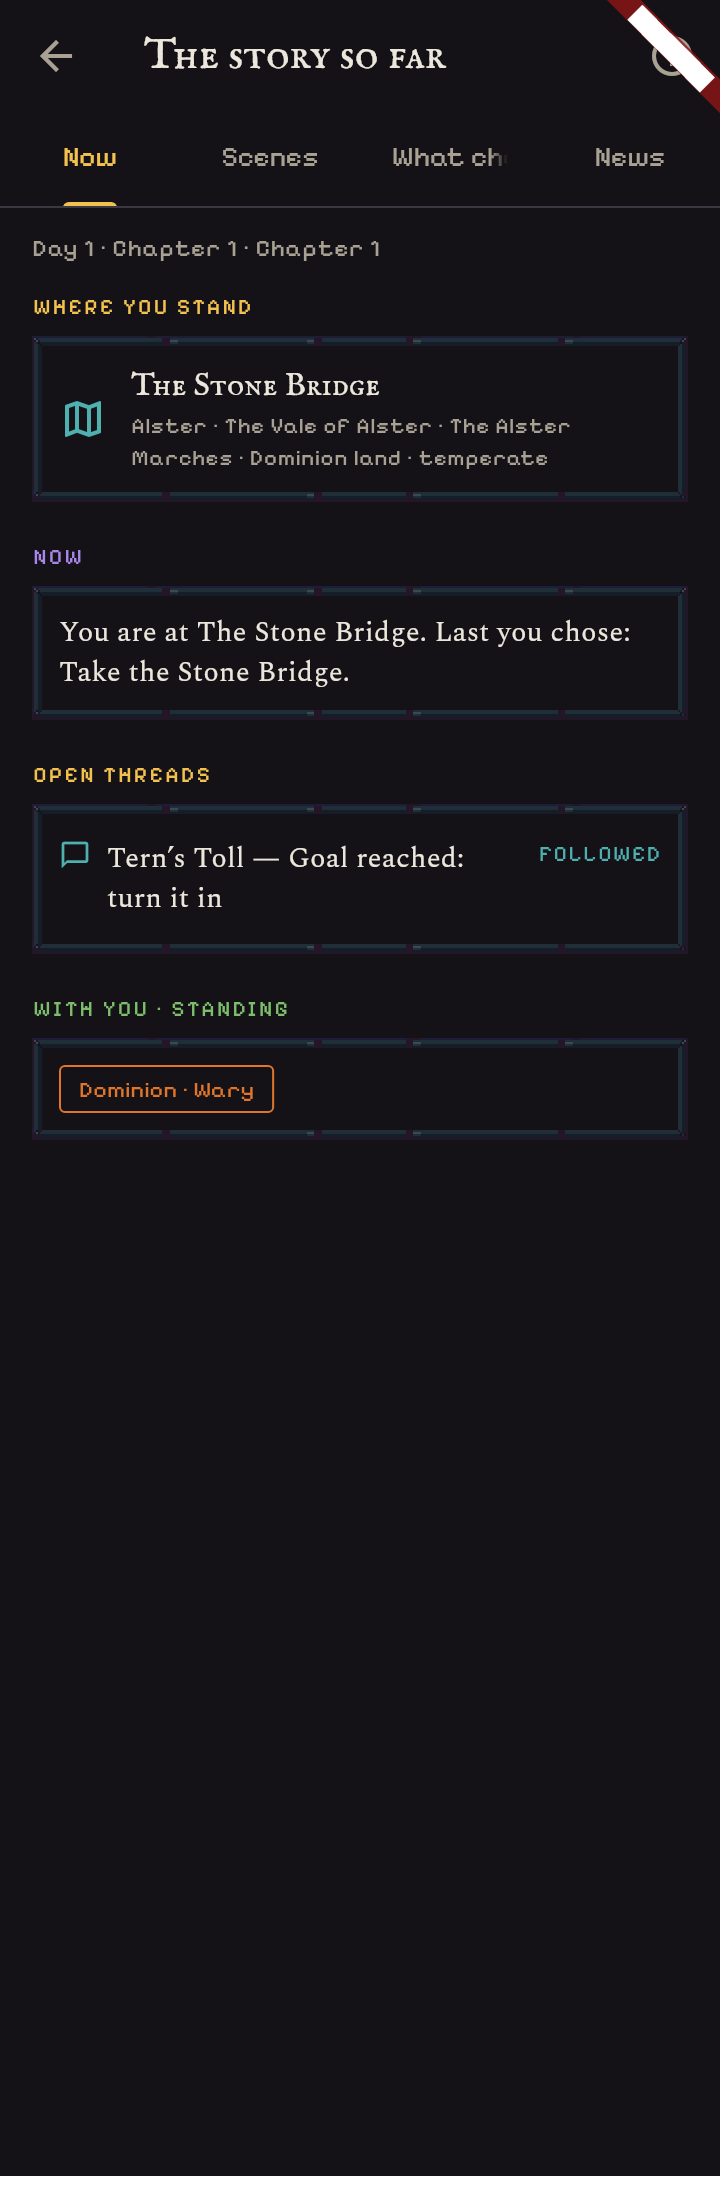 The story so far
Now
Scenes
What ch
News
Day 1 · Chapter 1 · Chapter 1
WHERE YOU STAND
The Stone Bridge
Alster · The Vale of Alster · The Alster
Marches · Dominion land · temperate
NOW
You are at The Stone Bridge. Last you chose:
Take the Stone Bridge.
OPEN THREADS
Tern's Toll — Goal reached:
turn it in
FOLLOWED
WITH YOU · STANDING
Dominion · Wary